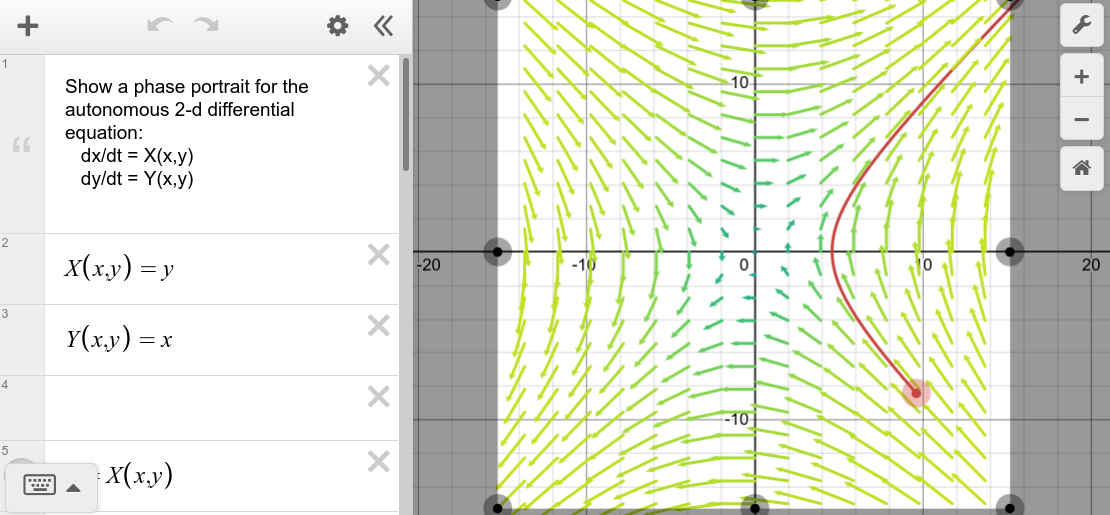 1
Show a phase portrait for the
autonomous 2-d differential
equation:
dx/dt = X(x,y)
dy/dt = Y(x,y)
2
X(x,y) = y
3
Y(x,y) = x
4
5
= X(x,y)
10
-20
-10
0
10
20
-10